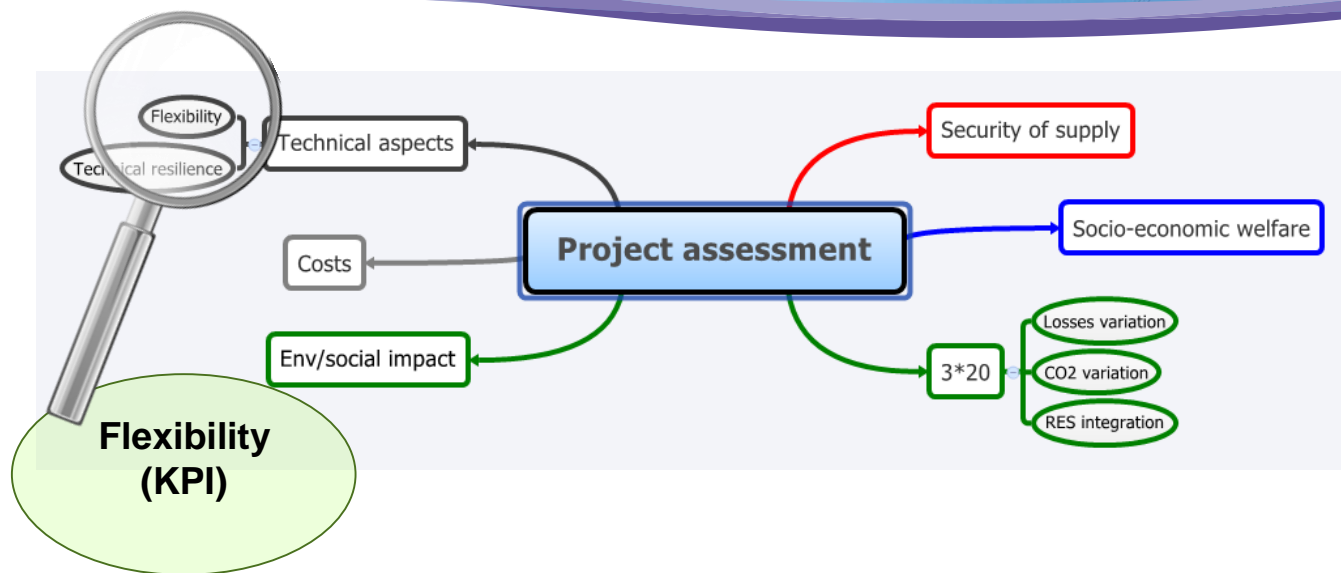 Flexibility
Technical resilience
Technical aspects
Costs
Env/social impact
Project assessment
Security of supply
Socio-economic welfare
3*20
Losses variation
CO2 variation
RES integration
Flexibility
(KPI)